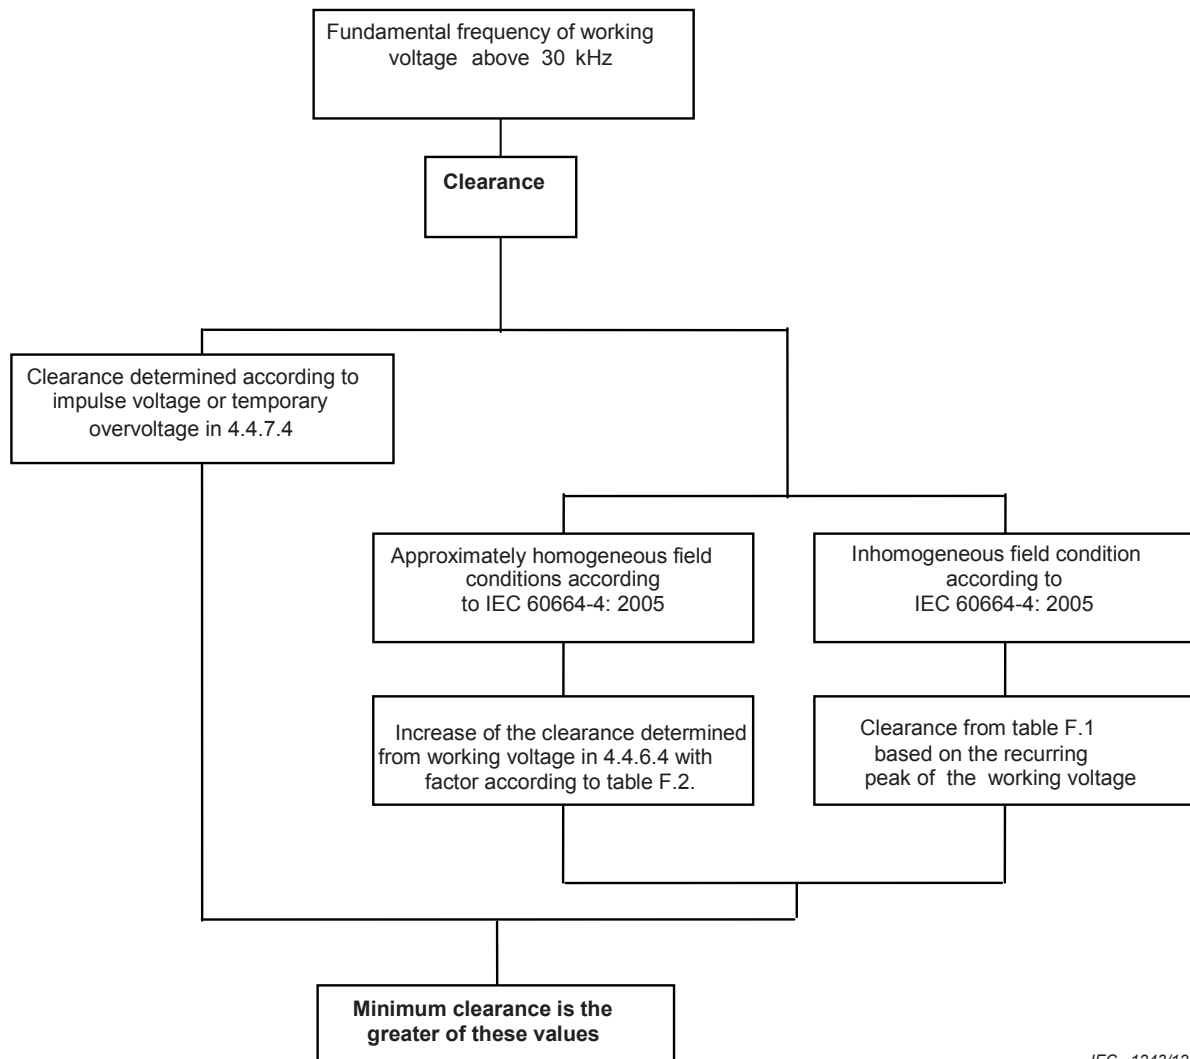 Fundamental frequency of working
voltage above 30 kHz
Clearance
Clearance determined according to
impulse voltage or temporary
overvoltage in 4.4.7.4
Approximately homogeneous field
conditions according
to IEC 60664-4: 2005
Inhomogeneous field condition
according to
IEC 60664-4: 2005
Increase of the clearance determined
from working voltage in 4.4.6.4 with
factor according to table F.2.
Clearance from table F.1
based on the recurring
peak of the working voltage
Minimum clearance is the
greater of these values